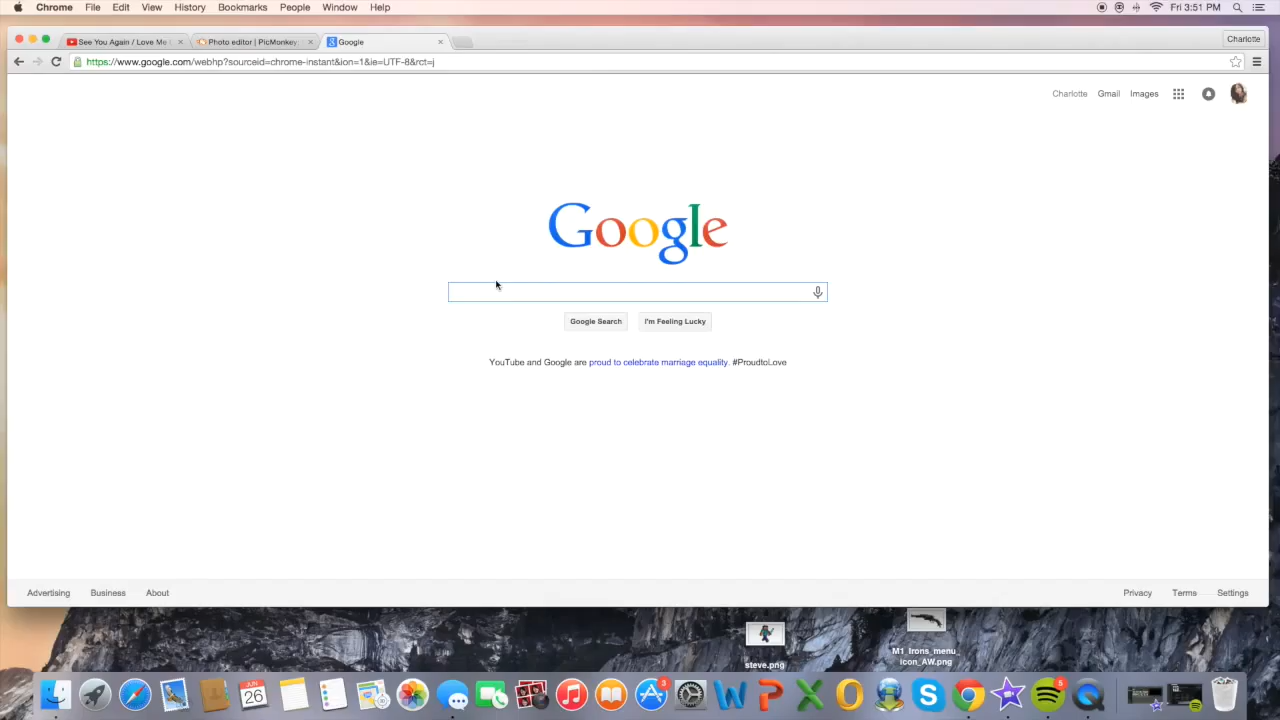 Chrome File Edit View History Bookmarks People Window Help Fri 3:51 PM
See You Again / Love Me Photo editor | PicMonkey Google Charlotte
https://www.google.com/webhp?sourceid=chrome-instant&ion=1&ie=UTF-8&rct=j
Charlotte Gmail Images
Google
Google Search I'm Feeling Lucky
YouTube and Google are proud to celebrate marriage equality. #ProudtoLove
Advertising Business About Privacy Terms Settings
steve.png
M1_Irons_menu_
icon_AW.png
JUN
26
3
5